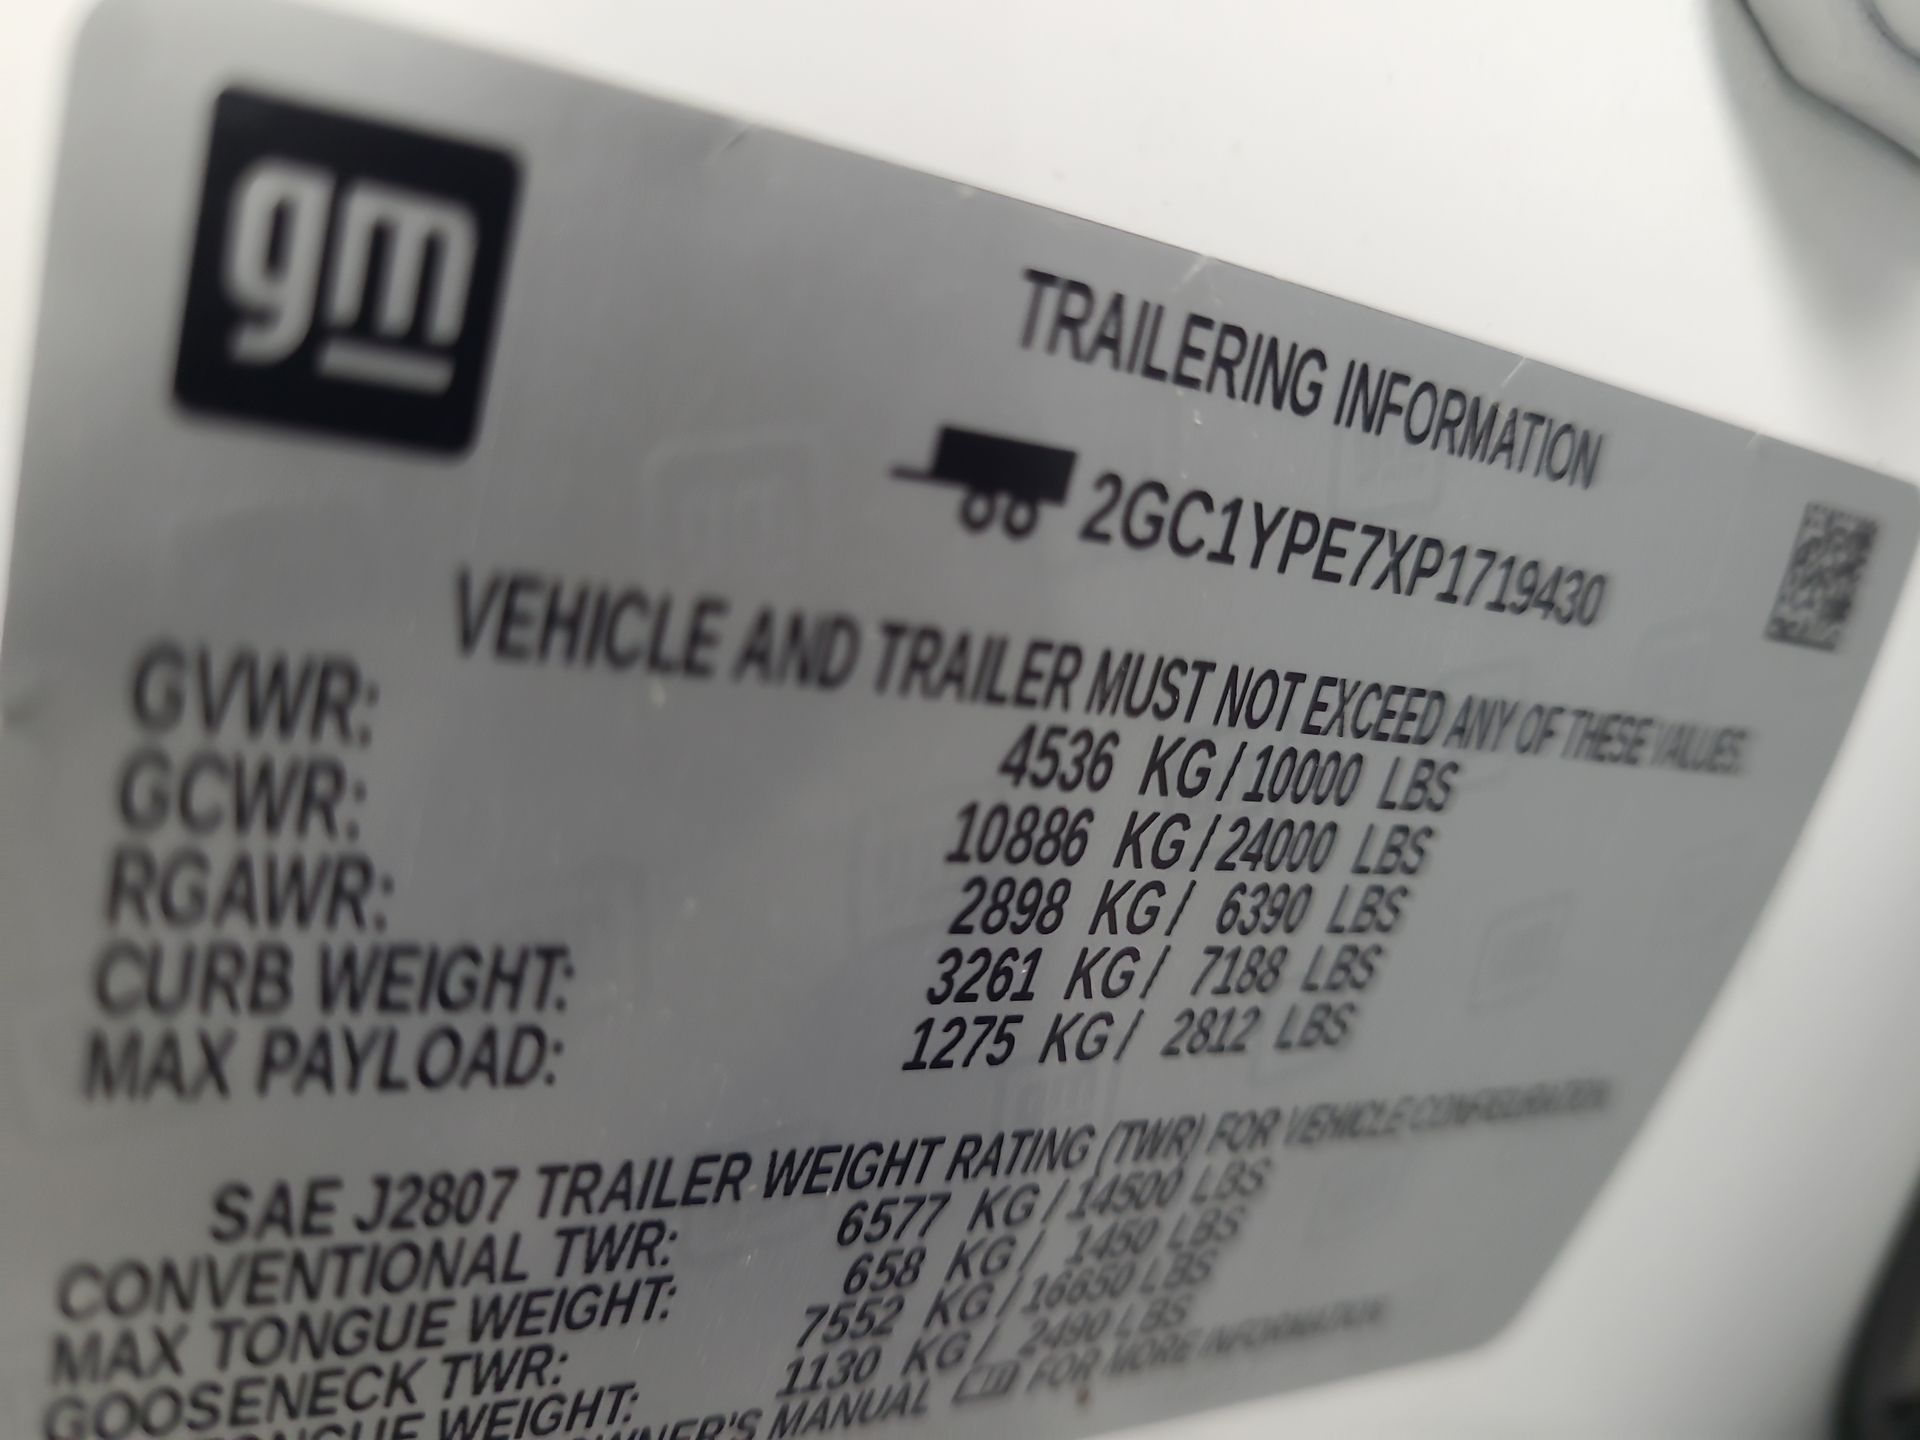 gm
TRAILERING INFORMATION
2GC1YPE7XP1719430
VEHICLE AND TRAILER MUST NOT EXCEED ANY OF THESE VALUES.
GVWR: 4536 KG / 10000 LBS
GCWR: 10886 KG / 24000 LBS
RGAWR: 2898 KG / 6390 LBS
CURB WEIGHT: 3261 KG / 7188 LBS
MAX PAYLOAD: 1275 KG / 2812 LBS
SAE J2807 TRAILER WEIGHT RATING (TWR) FOR VEHICLE CONFIGURATION.
CONVENTIONAL TWR: 6577 KG / 14500 LBS
MAX TONGUE WEIGHT: 658 KG / 1450 LBS
GOOSENECK TWR: 7552 KG / 16650 LBS
TONGUE WEIGHT: 1130 KG / 2490 LBS
OWNER'S MANUAL FOR MORE INFORMATION